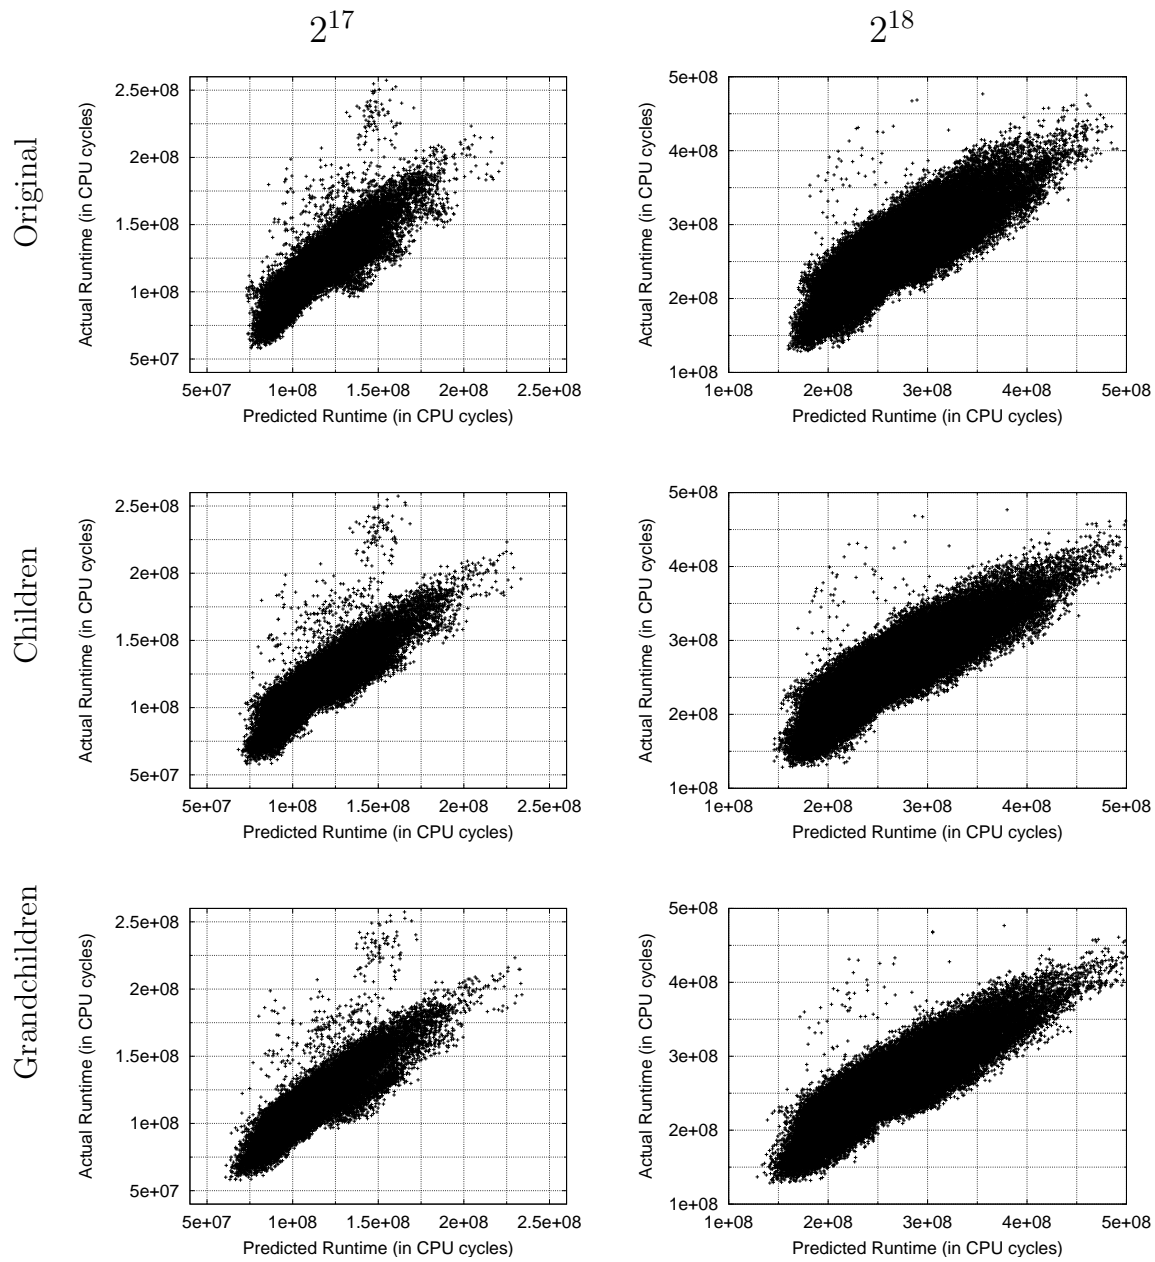 2^17 2^18
Original
Actual Runtime (in CPU cycles)
2.5e+08
2e+08
1.5e+08
1e+08
5e+07
5e+07 1e+08 1.5e+08 2e+08 2.5e+08
Predicted Runtime (in CPU cycles)
Actual Runtime (in CPU cycles)
5e+08
4e+08
3e+08
2e+08
1e+08
1e+08 2e+08 3e+08 4e+08 5e+08
Predicted Runtime (in CPU cycles)
Children
Actual Runtime (in CPU cycles)
2.5e+08
2e+08
1.5e+08
1e+08
5e+07
5e+07 1e+08 1.5e+08 2e+08 2.5e+08
Predicted Runtime (in CPU cycles)
Actual Runtime (in CPU cycles)
5e+08
4e+08
3e+08
2e+08
1e+08
1e+08 2e+08 3e+08 4e+08 5e+08
Predicted Runtime (in CPU cycles)
Grandchildren
Actual Runtime (in CPU cycles)
2.5e+08
2e+08
1.5e+08
1e+08
5e+07
5e+07 1e+08 1.5e+08 2e+08 2.5e+08
Predicted Runtime (in CPU cycles)
Actual Runtime (in CPU cycles)
5e+08
4e+08
3e+08
2e+08
1e+08
1e+08 2e+08 3e+08 4e+08 5e+08
Predicted Runtime (in CPU cycles)